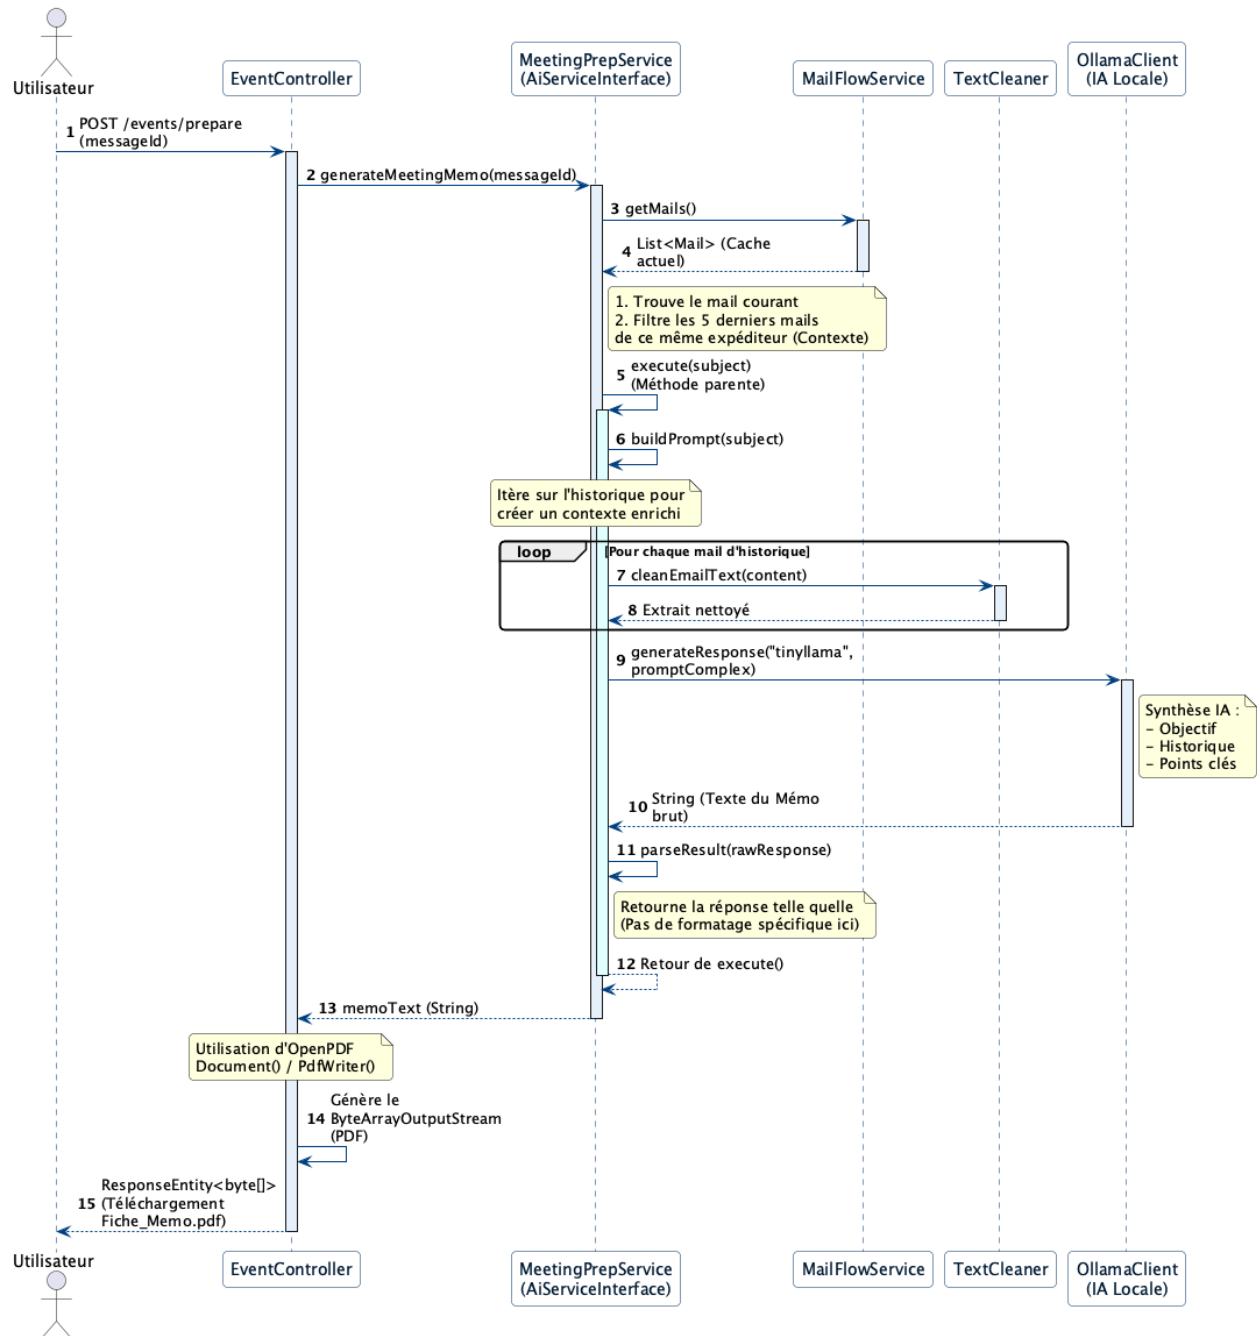 Utilisateur
EventController
MeetingPrepService
(AiServiceInterface)
MailFlowService
TextCleaner
OllamaClient
(IA Locale)
1 POST /events/prepare
(messageId)
2 generateMeetingMemo(messageId)
3 getMails()
4 List<Mail> (Cache
actuel)
1. Trouve le mail courant
2. Filtre les 5 derniers mails
de ce même expéditeur (Contexte)
5 execute(subject)
(Méthode parente)
6 buildPrompt(subject)
Itère sur l'historique pour
créer un contexte enrichi
loop [Pour chaque mail d'historique]
7 cleanEmailText(content)
8 Extrait nettoyé
9 generateResponse("tinyllama",
promptComplex)
Synthèse IA :
- Objectif
- Historique
- Points clés
10 String (Texte du Mémo
brut)
11 parseResult(rawResponse)
Retourne la réponse telle quelle
(Pas de formatage spécifique ici)
12 Retour de execute()
13 memoText (String)
Utilisation d'OpenPDF
Document() / PdfWriter()
14 Génère le
ByteArrayOutputStream
(PDF)
15 ResponseEntity<byte[]>
(Téléchargement
Fiche_Memo.pdf)
Utilisateur
EventController
MeetingPrepService
(AiServiceInterface)
MailFlowService
TextCleaner
OllamaClient
(IA Locale)